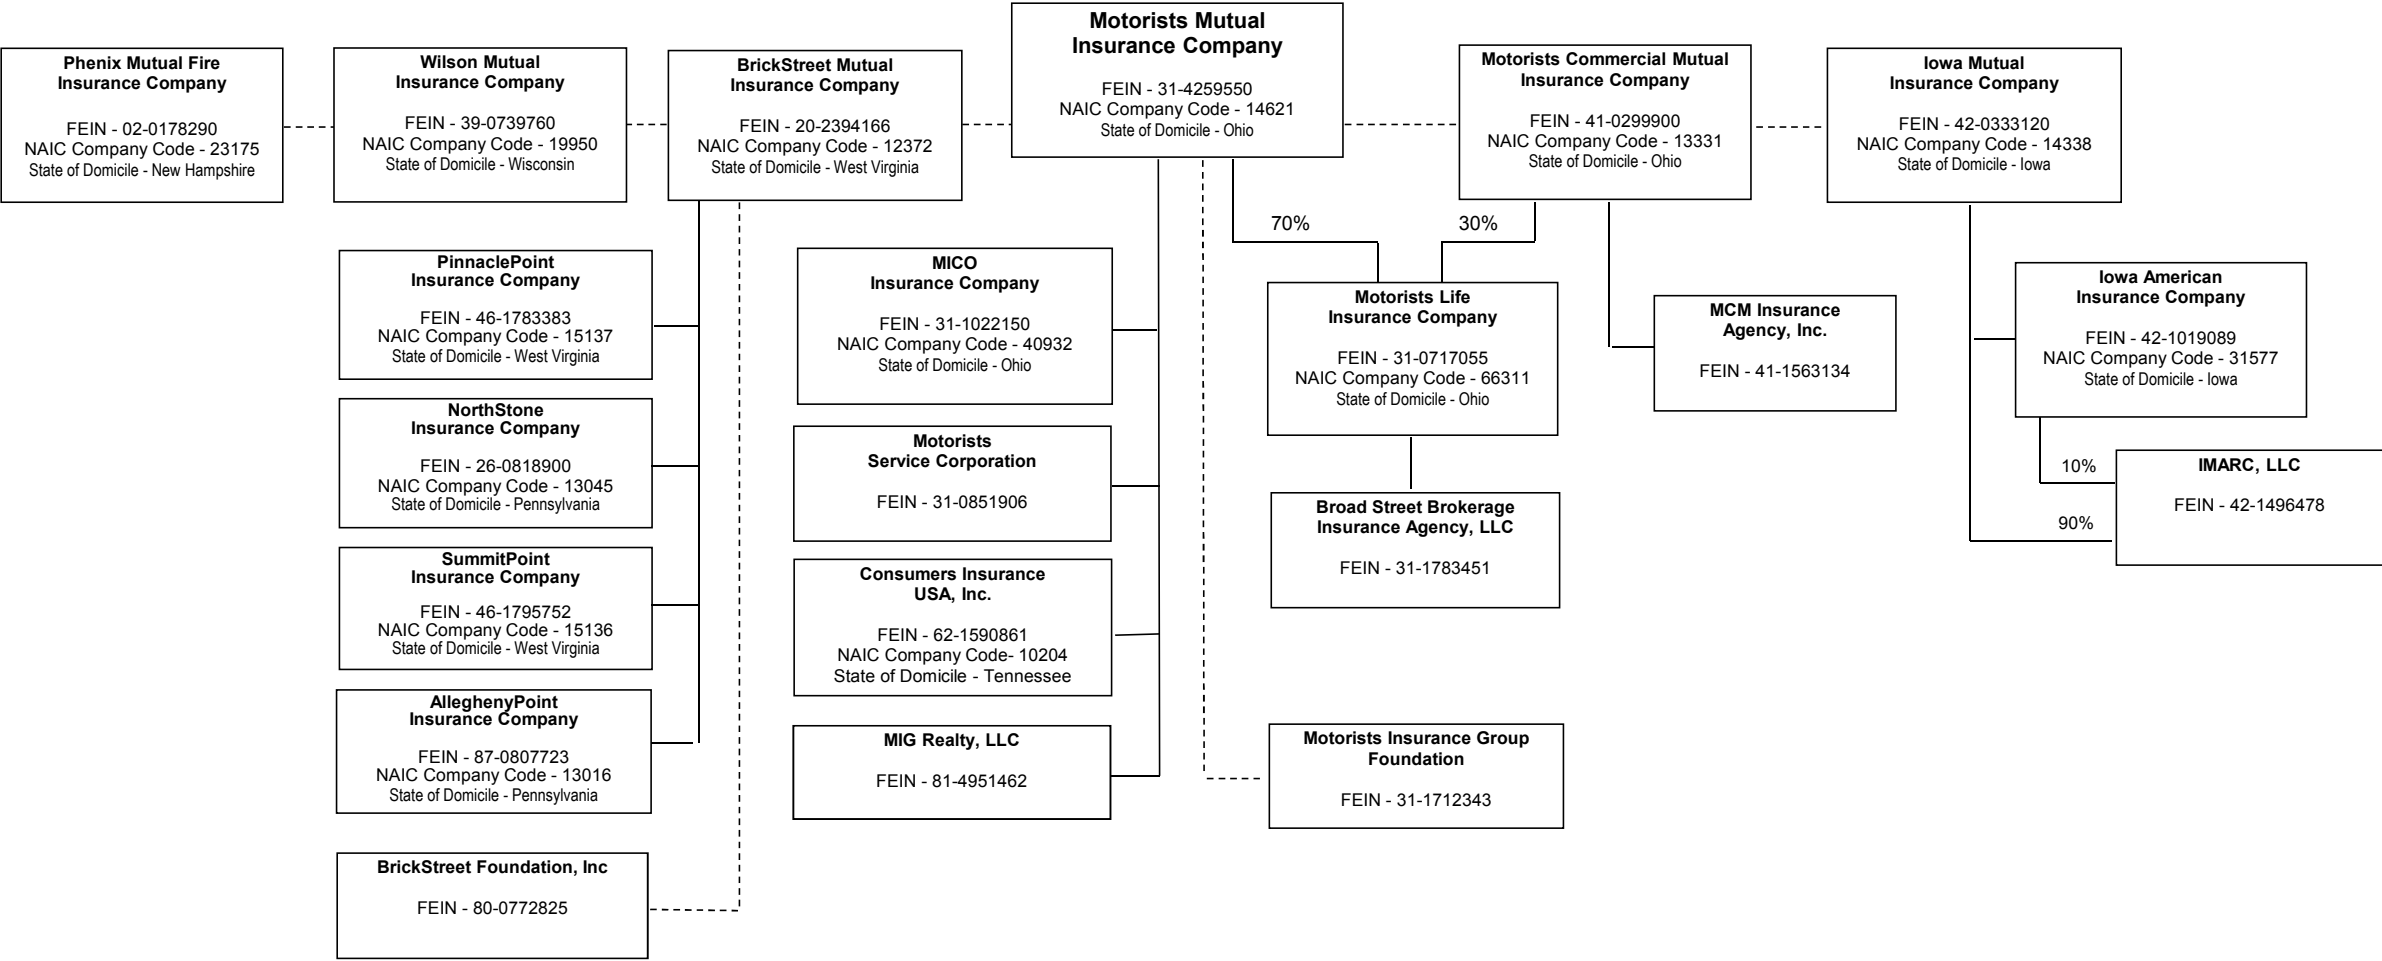 Phenix Mutual Fire
Insurance Company
FEIN - 02-0178290
NAIC Company Code - 23175
State of Domicile - New Hampshire
Wilson Mutual
Insurance Company
FEIN - 39-0739760
NAIC Company Code - 19950
State of Domicile - Wisconsin
BrickStreet Mutual
Insurance Company
FEIN - 20-2394166
NAIC Company Code - 12372
State of Domicile - West Virginia
Motorists Mutual
Insurance Company
FEIN - 31-4259550
NAIC Company Code - 14621
State of Domicile - Ohio
Motorists Commercial Mutual
Insurance Company
FEIN - 41-0299900
NAIC Company Code - 13331
State of Domicile - Ohio
Iowa Mutual
Insurance Company
FEIN - 42-0333120
NAIC Company Code - 14338
State of Domicile - Iowa
PinnaclePoint
Insurance Company
FEIN - 46-1783383
NAIC Company Code - 15137
State of Domicile - West Virginia
NorthStone
Insurance Company
FEIN - 26-0818900
NAIC Company Code - 13045
State of Domicile - Pennsylvania
SummitPoint
Insurance Company
FEIN - 46-1795752
NAIC Company Code - 15136
State of Domicile - West Virginia
AlleghenyPoint
Insurance Company
FEIN - 87-0807723
NAIC Company Code - 13016
State of Domicile - Pennsylvania
BrickStreet Foundation, Inc
FEIN - 80-0772825
MICO
Insurance Company
FEIN - 31-1022150
NAIC Company Code - 40932
State of Domicile - Ohio
Motorists
Service Corporation
FEIN - 31-0851906
Consumers Insurance
USA, Inc.
FEIN - 62-1590861
NAIC Company Code- 10204
State of Domicile - Tennessee
MIG Realty, LLC
FEIN - 81-4951462
70%
30%
Motorists Life
Insurance Company
FEIN - 31-0717055
NAIC Company Code - 66311
State of Domicile - Ohio
Broad Street Brokerage
Insurance Agency, LLC
FEIN - 31-1783451
Motorists Insurance Group
Foundation
FEIN - 31-1712343
MCM Insurance
Agency, Inc.
FEIN - 41-1563134
Iowa American
Insurance Company
FEIN - 42-1019089
NAIC Company Code - 31577
State of Domicile - Iowa
10%
90%
IMARC, LLC
FEIN - 42-1496478